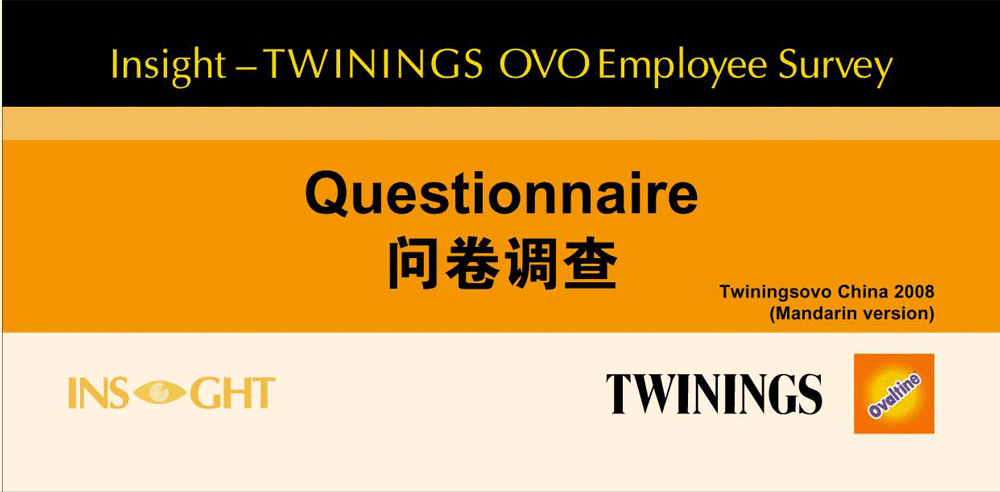 Insight – TWININGS OVO Employee Survey
Questionnaire
问卷调查
Twiningsovo China 2008
(Mandarin version)
INSIGHT
TWININGS
Ovaltine